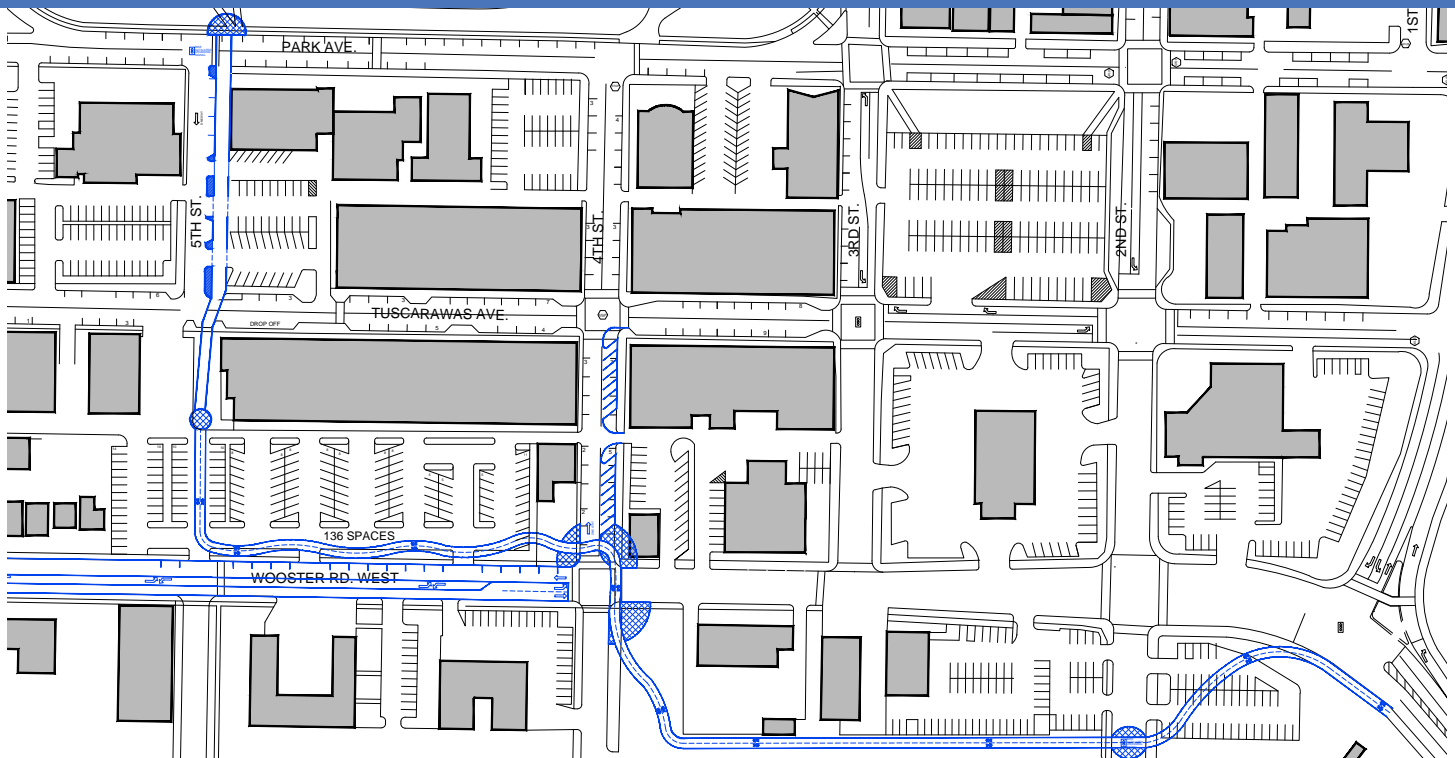 1ST
PARK AVE.
5TH ST.
4TH ST.
3RD ST.
2ND ST.
TUSCARAWAS AVE.
DROP OFF
136 SPACES
WOOSTER RD. WEST